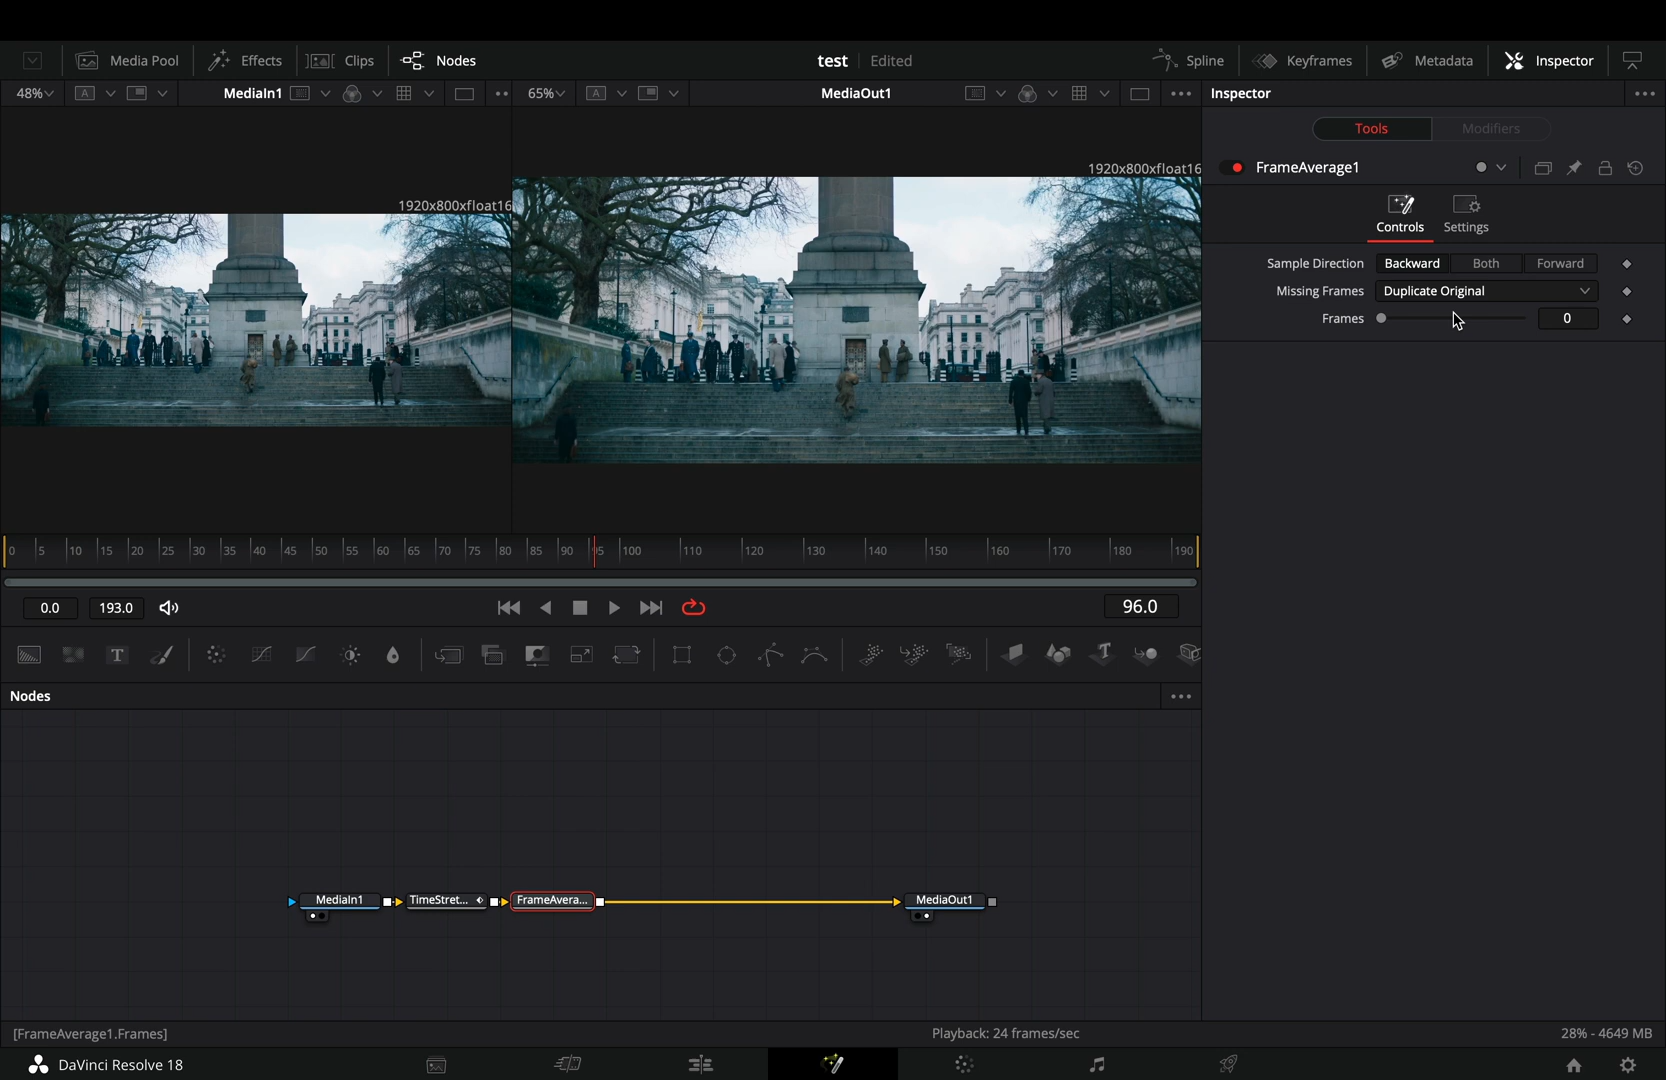 Media Pool Effects Clips Nodes test Edited Spline Keyframes Metadata Inspector
48% A MediaIn1 65% A MediaOut1 Inspector
Tools Modifiers
1920x800xfloat16 FrameAverage1
1920x800xfloat16
Controls Settings
Sample Direction Backward Both Forward
Missing Frames Duplicate Original
Frames 0
0 5 10 15 20 25 30 35 40 45 50 55 60 65 70 75 80 85 90 95 100 110 120 130 140 150 160 170 180 190
0.0 193.0 96.0
T T
Nodes
MediaIn1 TimeStret... FrameAvera... MediaOut1
[FrameAverage1.Frames] Playback: 24 frames/sec 28% - 4649 MB
DaVinci Resolve 18